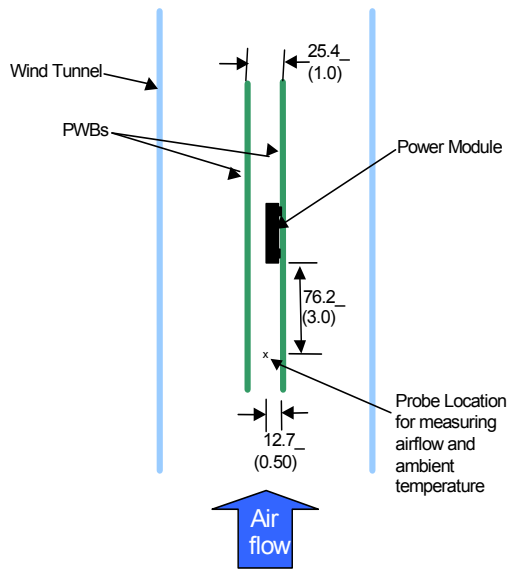 25.4_
(1.0)
Wind Tunnel
PWBs
Power Module
76.2_
(3.0)
x
Probe Location
for measuring
airflow and
ambient
temperature
12.7_
(0.50)
Air
flow